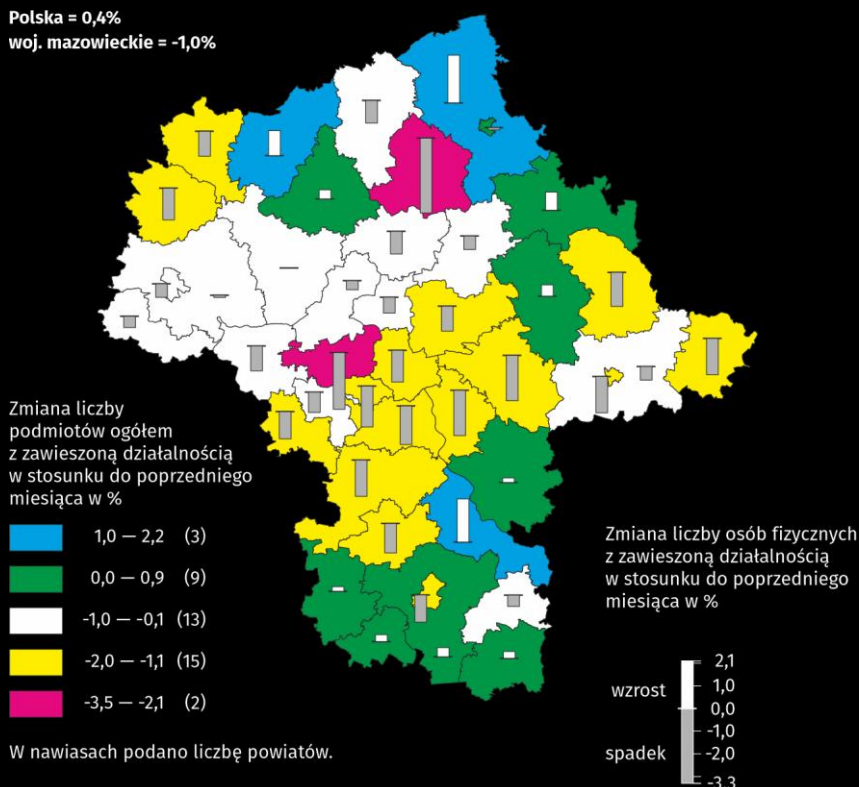 Polska = 0,4%
woj. mazowieckie = -1,0%
Zmiana liczby
podmiotów ogółem
z zawieszoną działalnością
w stosunku do poprzedniego
miesiąca w %
1,0 — 2,2 (3)
0,0 — 0,9 (9)
-1,0 — -0,1 (13)
-2,0 — -1,1 (15)
-3,5 — -2,1 (2)
W nawiasach podano liczbę powiatów.
Zmiana liczby osób fizycznych
z zawieszoną działalnością
w stosunku do poprzedniego
miesiąca w %
wzrost
spadek
2,1
1,0
0,0
-1,0
-2,0
-3,3